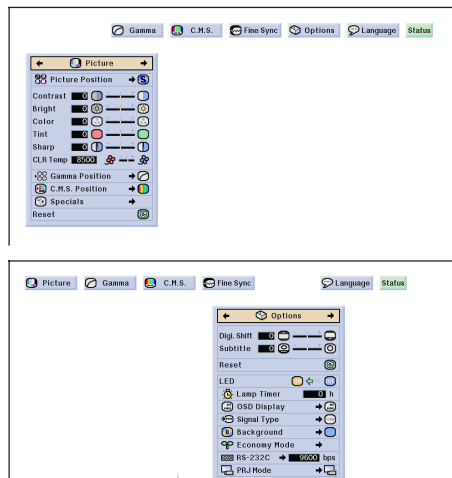 Gamma C.M.S. Fine Sync Options Language Status
Picture
Picture Position S
Contrast 0
Bright 0
Color 0
Tint 0
Sharp 0
CLR Temp 8500
Gamma Position
C.M.S. Position
Specials
Reset
Picture Gamma C.M.S. Fine Sync Language Status
Options
Digi. Shift 0
Subtitle 0
Reset
LED
Lamp Timer 0 h
OSD Display
Signal Type
Background
B
Economy Mode
RS-232C 9600 bps
PRJ Mode